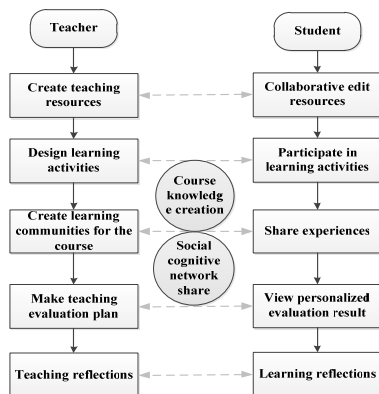 Teacher
Student
Create teaching
resources
Collaborative edit
resources
Design learning
activities
Participate in
learning activities
Course
knowledg
e creation
Create learning
communities for the
course
Share experiences
Social
cognitive
network
share
Make teaching
evaluation plan
View personalized
evaluation result
Teaching reflections
Learning reflections